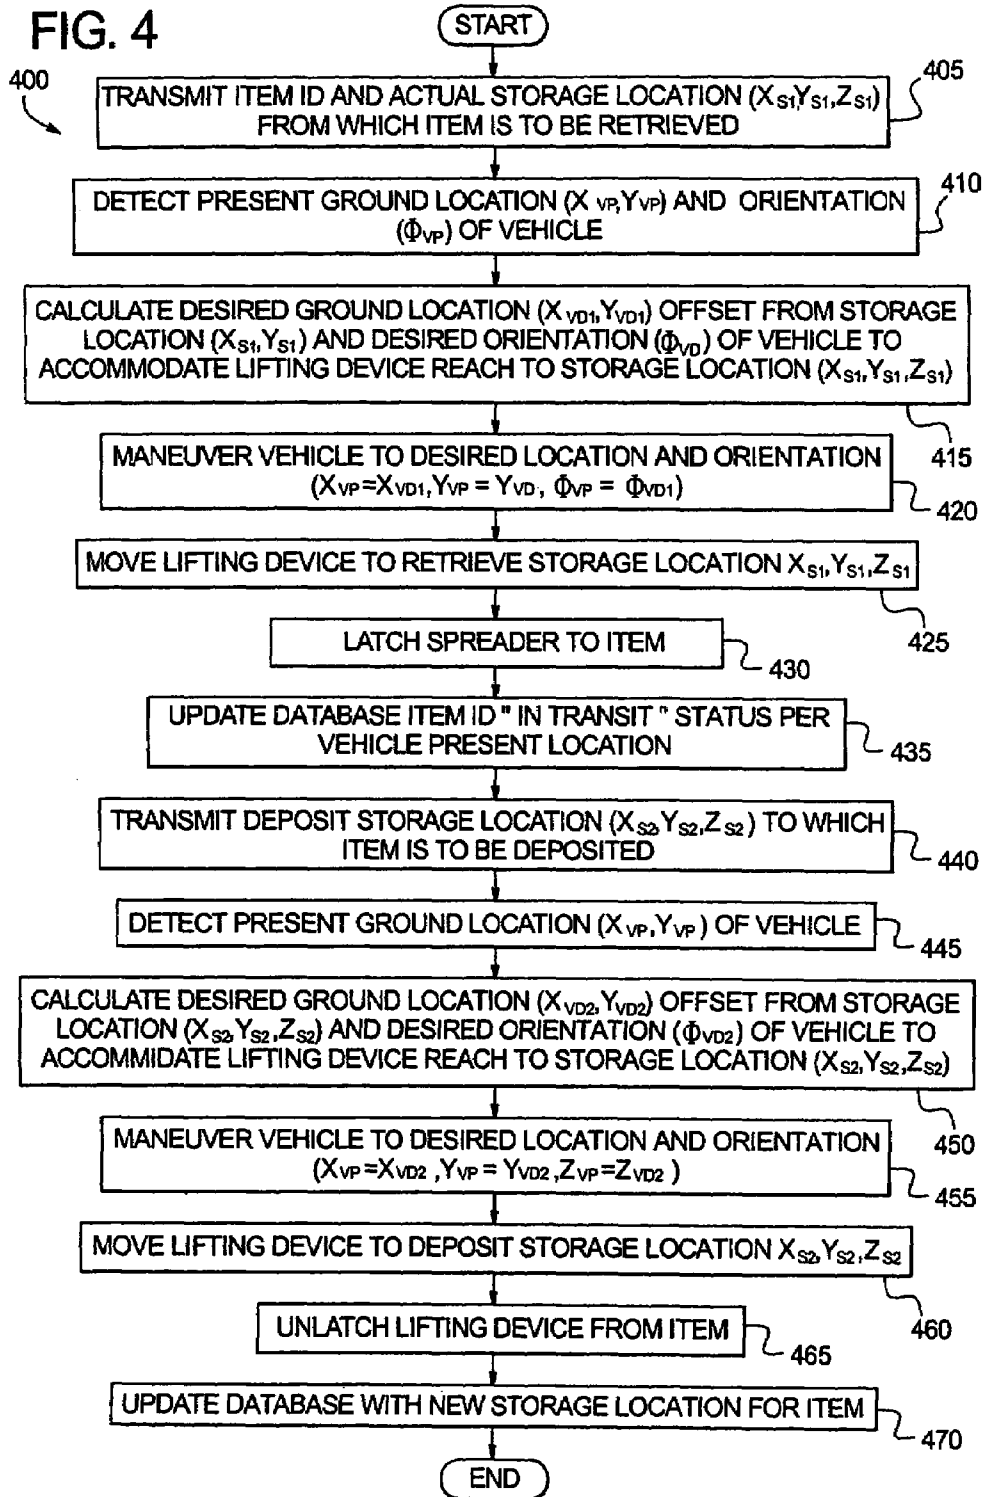 FIG. 4
START
400
TRANSMIT ITEM ID AND ACTUAL STORAGE LOCATION (XS1,YS1,ZS1)
FROM WHICH ITEM IS TO BE RETRIEVED
405
DETECT PRESENT GROUND LOCATION (X VP,YVP) AND ORIENTATION
(ΦVP) OF VEHICLE
410
CALCULATE DESIRED GROUND LOCATION (XVD1,YVD1) OFFSET FROM STORAGE
LOCATION (XS1,YS1) AND DESIRED ORIENTATION (ΦVD) OF VEHICLE TO
ACCOMMODATE LIFTING DEVICE REACH TO STORAGE LOCATION (XS1,YS1,ZS1)
415
MANEUVER VEHICLE TO DESIRED LOCATION AND ORIENTATION
(XVP=XVD1,YVP = YVD, ΦVP = ΦVD1)
420
MOVE LIFTING DEVICE TO RETRIEVE STORAGE LOCATION XS1,YS1,ZS1
425
LATCH SPREADER TO ITEM
430
UPDATE DATABASE ITEM ID " IN TRANSIT " STATUS PER
VEHICLE PRESENT LOCATION
435
TRANSMIT DEPOSIT STORAGE LOCATION (XS2,YS2,ZS2) TO WHICH
ITEM IS TO BE DEPOSITED
440
DETECT PRESENT GROUND LOCATION (XVP,YVP) OF VEHICLE
445
CALCULATE DESIRED GROUND LOCATION (XVD2,YVD2) OFFSET FROM STORAGE
LOCATION (XS2,YS2,ZS2) AND DESIRED ORIENTATION (ΦVD2) OF VEHICLE TO
ACCOMMIDATE LIFTING DEVICE REACH TO STORAGE LOCATION (XS2,YS2,ZS2)
450
MANEUVER VEHICLE TO DESIRED LOCATION AND ORIENTATION
(XVP=XVD2 ,YVP = YVD2 ,ZVP=ZVD2 )
455
MOVE LIFTING DEVICE TO DEPOSIT STORAGE LOCATION XS2,YS2,ZS2
460
UNLATCH LIFTING DEVICE FROM ITEM
465
UPDATE DATABASE WITH NEW STORAGE LOCATION FOR ITEM
470
END